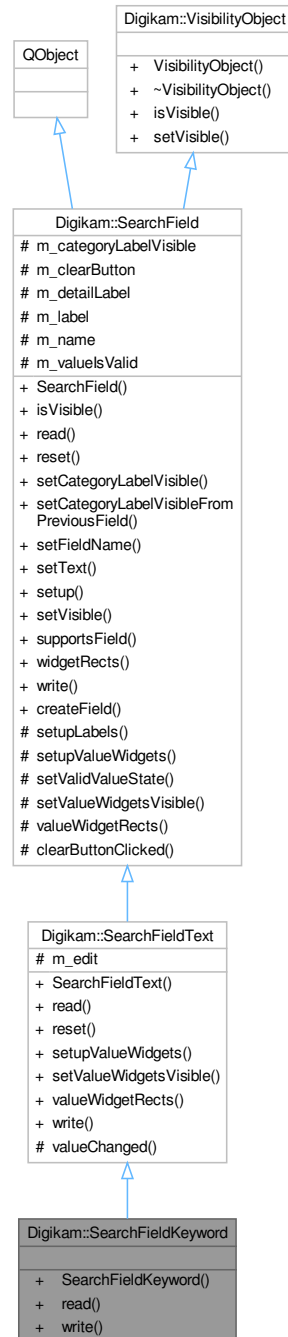 Digikam::VisibilityObject
+ VisibilityObject()
+ ~VisibilityObject()
+ isVisible()
+ setVisible()
QObject
Digikam::SearchField
# m_categoryLabelVisible
# m_clearButton
# m_detailLabel
# m_label
# m_name
# m_valueIsValid
+ SearchField()
+ isVisible()
+ read()
+ reset()
+ setCategoryLabelVisible()
+ setCategoryLabelVisibleFrom
PreviousField()
+ setFieldName()
+ setText()
+ setup()
+ setVisible()
+ supportsField()
+ widgetRects()
+ write()
+ createField()
# setupLabels()
# setupValueWidgets()
# setValidValueState()
# setValueWidgetsVisible()
# valueWidgetRects()
# clearButtonClicked()
Digikam::SearchFieldText
# m_edit
+ SearchFieldText()
+ read()
+ reset()
+ setupValueWidgets()
+ setValueWidgetsVisible()
+ valueWidgetRects()
+ write()
# valueChanged()
Digikam::SearchFieldKeyword
+ SearchFieldKeyword()
+ read()
+ write()